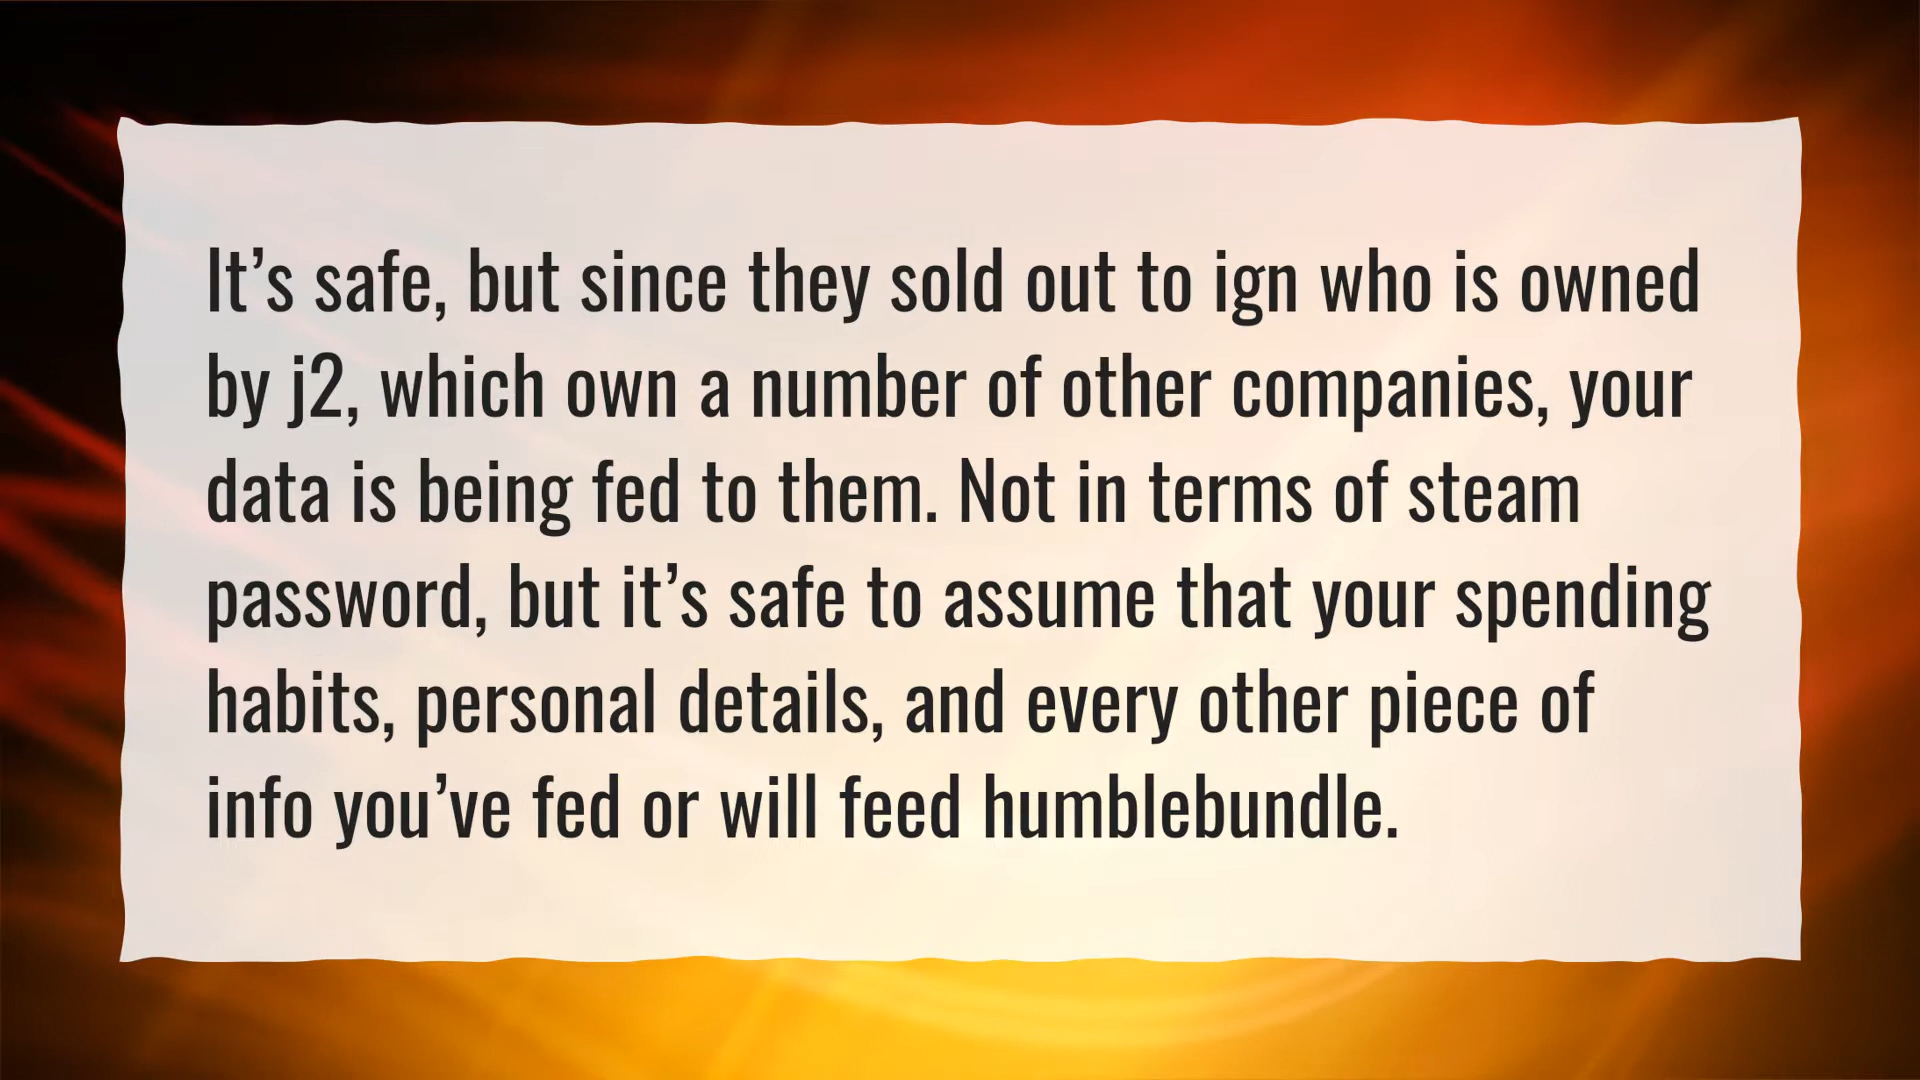 It’s safe, but since they sold out to ign who is owned
by j2, which own a number of other companies, your
data is being fed to them. Not in terms of steam
password, but it’s safe to assume that your spending
habits, personal details, and every other piece of
info you’ve fed or will feed humblebundle.